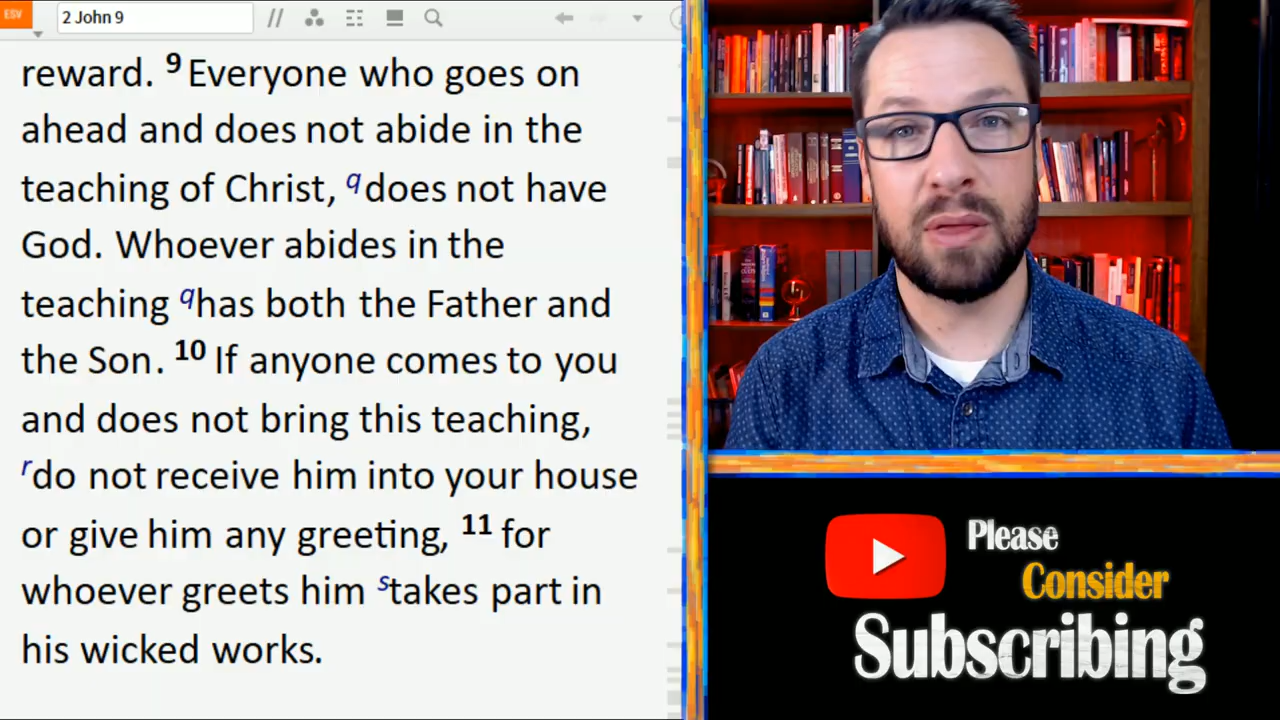 ESV
2 John 9
reward. 9 Everyone who goes on
ahead and does not abide in the
teaching of Christ, q does not have
God. Whoever abides in the
teaching q has both the Father and
the Son. 10 If anyone comes to you
and does not bring this teaching,
r do not receive him into your house
or give him any greeting, 11 for
whoever greets him s takes part in
his wicked works.
Please
Consider
Subscribing